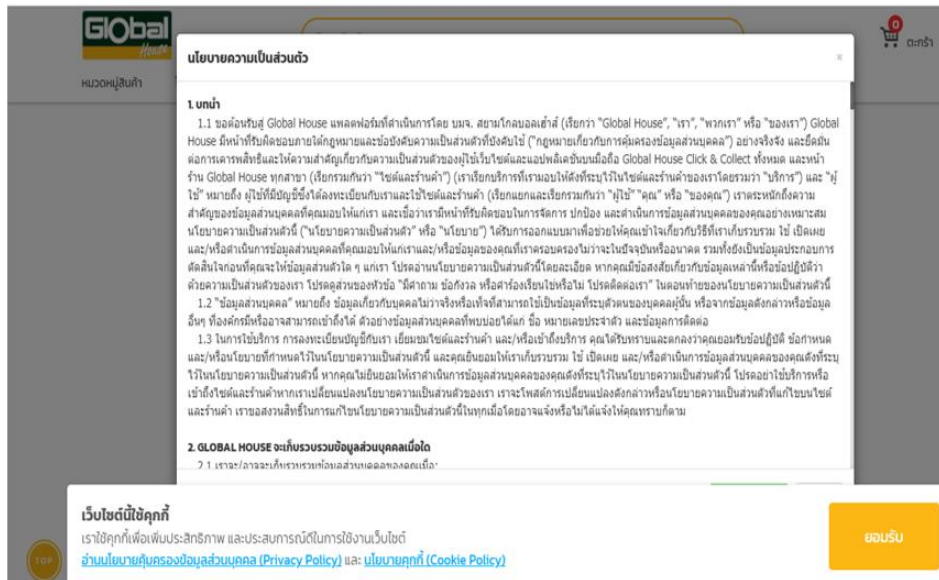 Global
House
0
ตะกร้า
หมวดหมู่สินค้า
นโยบายความเป็นส่วนตัว
×
1. บทนำ
1.1 ขอต้อนรับสู่ Global House แพลตฟอร์มที่ดำเนินการโดย บมจ. สยามโกลบอลเฮ้าส์ (เรียกว่า "Global House", "เรา", "พวกเรา" หรือ "ของเรา") Global
House มีหน้าที่รับผิดชอบภายใต้กฎหมายและข้อบังคับความเป็นส่วนตัวที่บังคับใช้ ("กฎหมายเกี่ยวกับการคุ้มครองข้อมูลส่วนบุคคล") อย่างจริงจัง และยึดมั่น
ต่อการเคารพสิทธิและให้ความสำคัญเกี่ยวกับความเป็นส่วนตัวของผู้ใช้เว็บไซต์และแอปพลิเคชั่นบนมือถือ Global House Click & Collect ทั้งหมด และหน้า
ร้าน Global House ทุกสาขา (เรียกรวมกันว่า "ไซต์และร้านค้า") (เราเรียกบริการที่เรามอบให้ดังที่ระบุไว้ในไซต์และร้านค้าของเราโดยรวมว่า "บริการ") และ "ผู้
ใช้" หมายถึง ผู้ใช้ที่มีบัญชีซึ่งได้ลงทะเบียนกับเราและใช้ไซต์และร้านค้า (เรียกแยกและเรียกรวมกันว่า "ผู้ใช้" "คุณ" หรือ "ของคุณ") เราตระหนักถึงความ
สำคัญของข้อมูลส่วนบุคคลที่คุณมอบให้แก่เรา และเชื่อว่าเรามีหน้าที่รับผิดชอบในการจัดการ ปกป้อง และดำเนินการข้อมูลส่วนบุคคลของคุณอย่างเหมาะสม
นโยบายความเป็นส่วนตัวนี้ ("นโยบายความเป็นส่วนตัว" หรือ "นโยบาย") ได้รับการออกแบบมาเพื่อช่วยให้คุณเข้าใจเกี่ยวกับวิธีที่เราเก็บรวบรวม ใช้ เปิดเผย
และ/หรือดำเนินการข้อมูลส่วนบุคคลที่คุณมอบให้แก่เราและ/หรือข้อมูลของคุณที่เราครอบครองไม่ว่าจะในปัจจุบันหรืออนาคต รวมทั้งยังเป็นข้อมูลประกอบการ
ตัดสินใจก่อนที่คุณจะให้ข้อมูลส่วนตัวใด ๆ แก่เรา โปรดอ่านนโยบายความเป็นส่วนตัวนี้โดยละเอียด หากคุณมีข้อสงสัยเกี่ยวกับข้อมูลเหล่านี้หรือข้อปฏิบัติว่า
ด้วยความเป็นส่วนตัวของเรา โปรดดูส่วนของหัวข้อ "มีคำถาม ข้อกังวล หรือคำร้องเรียนใช่หรือไม่ โปรดติดต่อเรา" ในตอนท้ายของนโยบายความเป็นส่วนตัวนี้
1.2 "ข้อมูลส่วนบุคคล" หมายถึง ข้อมูลเกี่ยวกับบุคคลไม่ว่าจริงหรือเท็จที่สามารถใช้เป็นข้อมูลที่ระบุตัวตนของบุคคลผู้นั้น หรือจากข้อมูลดังกล่าวหรือข้อมูล
อื่นๆ ที่องค์กรมีหรืออาจสามารถเข้าถึงได้ ตัวอย่างข้อมูลส่วนบุคคลที่พบบ่อยได้แก่ ชื่อ หมายเลขประจำตัว และข้อมูลการติดต่อ
1.3 ในการใช้บริการ การลงทะเบียนบัญชีกับเรา เยี่ยมชมไซต์และร้านค้า และ/หรือเข้าถึงบริการ คุณได้รับทราบและตกลงว่าคุณยอมรับข้อปฏิบัติ ข้อกำหนด
และ/หรือนโยบายที่กำหนดไว้ในนโยบายความเป็นส่วนตัวนี้ และคุณยินยอมให้เราเก็บรวบรวม ใช้ เปิดเผย และ/หรือดำเนินการข้อมูลส่วนบุคคลของคุณดังที่ระบุ
ไว้ในนโยบายความเป็นส่วนตัวนี้ หากคุณไม่ยินยอมให้เราดำเนินการข้อมูลส่วนบุคคลของคุณดังที่ระบุไว้ในนโยบายความเป็นส่วนตัวนี้ โปรดอย่าใช้บริการหรือ
เข้าถึงไซต์และร้านค้าหากเราเปลี่ยนแปลงนโยบายความเป็นส่วนตัวของเรา เราจะโพสต์การเปลี่ยนแปลงดังกล่าวหรือนโยบายความเป็นส่วนตัวที่แก้ไขบนไซต์
และร้านค้า เราขอสงวนสิทธิ์ในการแก้ไขนโยบายความเป็นส่วนตัวนี้ในทุกเมื่อโดยอาจแจ้งหรือไม่ได้แจ้งให้คุณทราบก็ตาม
2. GLOBAL HOUSE จะเก็บรวบรวมข้อมูลส่วนบุคคลเมื่อใด
2.1 เราจะ/อาจจะเก็บรวบรวมข้อมูลส่วนบุคคลของคุณเมื่อ:
เว็บไซต์นี้ใช้คุกกี้
เราใช้คุกกี้เพื่อเพิ่มประสิทธิภาพ และประสบการณ์ดีในการใช้งานเว็บไซต์
อ่านนโยบายคุ้มครองข้อมูลส่วนบุคคล (Privacy Policy) และ นโยบายคุกกี้ (Cookie Policy)
ยอมรับ
TOP